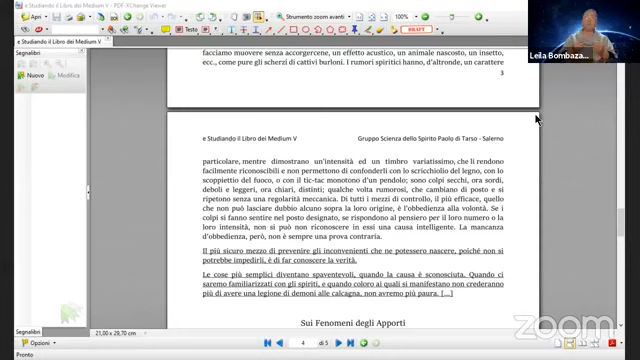 e Studiando il Libro dei Medium V - PDF-XChange Viewer
Apri
Strumento zoom avanti
100%
Testo
DRAFT
Leila Bombaza...
e Studiando il Libro dei Medium V
Segnalibri
Nuovo
Modifica
facciamo muovere senza accorgercene, un effetto acustico, un animale nascosto, un insetto,
ecc., come pure gli scherzi di cattivi burloni. I rumori spiritici hanno, d'altronde, un carattere
3
e Studiando il Libro dei Medium V
Gruppo Scienza dello Spirito Paolo di Tarso - Salerno
particolare, mentre dimostrano un'intensità ed un timbro variatissimo, che li rendono
facilmente riconoscibili e non permettono di confonderli con lo scricchiolio del legno, con lo
scoppiettio del fuoco, o con il tic-tac monotono d'un pendolo; sono colpi secchi, ora sordi,
deboli e leggeri, ora chiari, distinti; qualche volta rumorosi, che cambiano di posto e si
ripetono senza una regolarità meccanica. Di tutti i mezzi di controllo, il più efficace, quello
che non può lasciare dubbio alcuno sopra la loro origine, è l'obbedienza alla volontà. Se i
colpi si fanno sentire nel posto designato, se rispondono al pensiero per il loro numero o la
loro intensità, non si può non riconoscere in essi una causa intelligente. La mancanza
d'obbedienza, però, non è sempre una prova contraria.
Il più sicuro mezzo di prevenire gli inconvenienti che ne potessero nascere, poiché non si
potrebbe impedirli, è di far conoscere la verità.
Le cose più semplici diventano spaventevoli, quando la causa è sconosciuta. Quando ci
saremo familiarizzati con gli spiriti, e quando coloro ai quali si manifestano non crederanno
più di avere una legione di demoni alle calcagna, non avremo più paura. [...]
Sui Fenomeni degli Apporti
Segnalibri
21,00 x 29,70 cm
Opzioni
4
di 5
Pronto
zoom